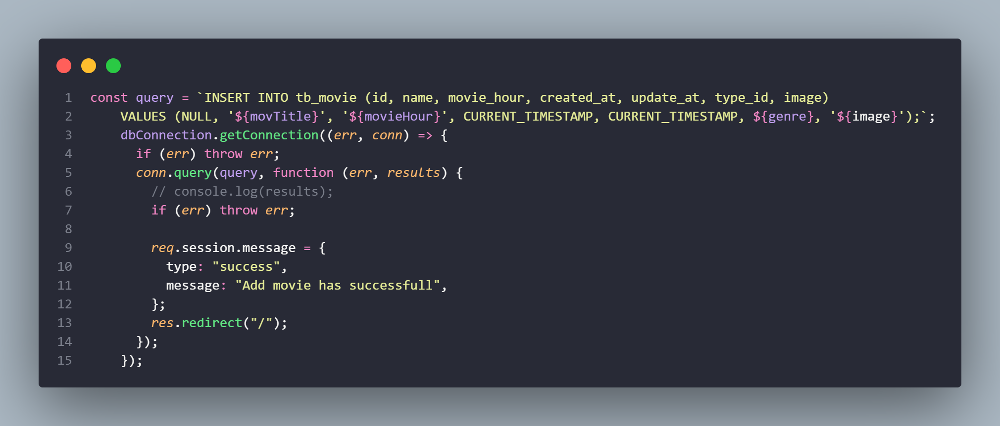 1 const query = `INSERT INTO tb_movie (id, name, movie_hour, created_at, update_at, type_id, image)
2 VALUES (NULL, '${movTitle}', '${movieHour}', CURRENT_TIMESTAMP, CURRENT_TIMESTAMP, ${genre}, '${image}');`;
3 dbConnection.getConnection((err, conn) => {
4 if (err) throw err;
5 conn.query(query, function (err, results) {
6 // console.log(results);
7 if (err) throw err;
8
9 req.session.message = {
10 type: "success",
11 message: "Add movie has successfull",
12 };
13 res.redirect("/");
14 });
15 });